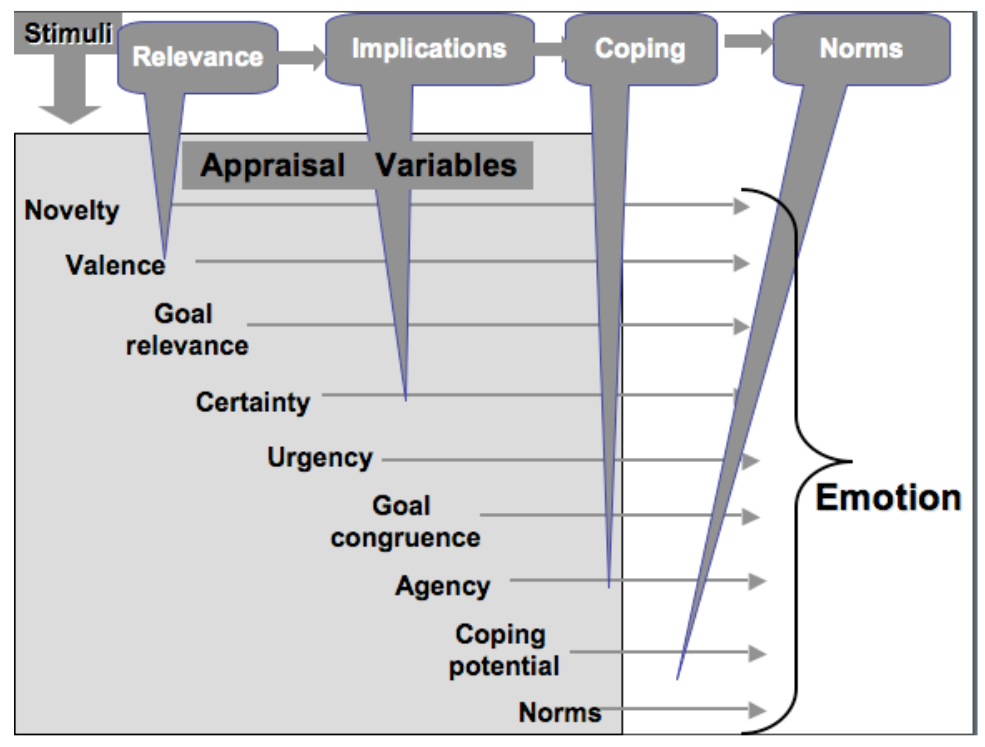 Stimuli
Relevance
Implications
Coping
Norms
Appraisal Variables
Novelty
Valence
Goal
relevance
Certainty
Urgency
Goal
congruence
Emotion
Agency
Coping
potential
Norms